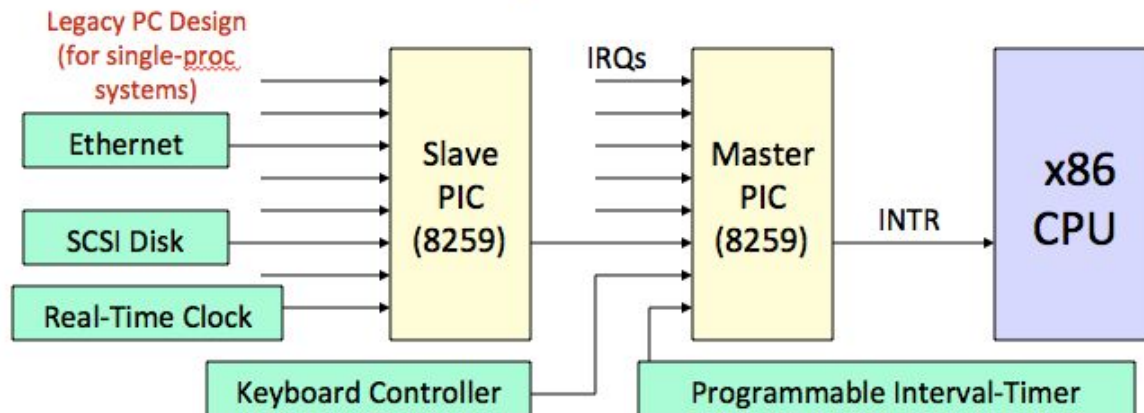 Legacy PC Design
(for single-proc
systems)
IRQs
Ethernet
SCSI Disk
Real-Time Clock
Slave
PIC
(8259)
Master
PIC
(8259)
INTR
x86
CPU
Keyboard Controller
Programmable Interval-Timer